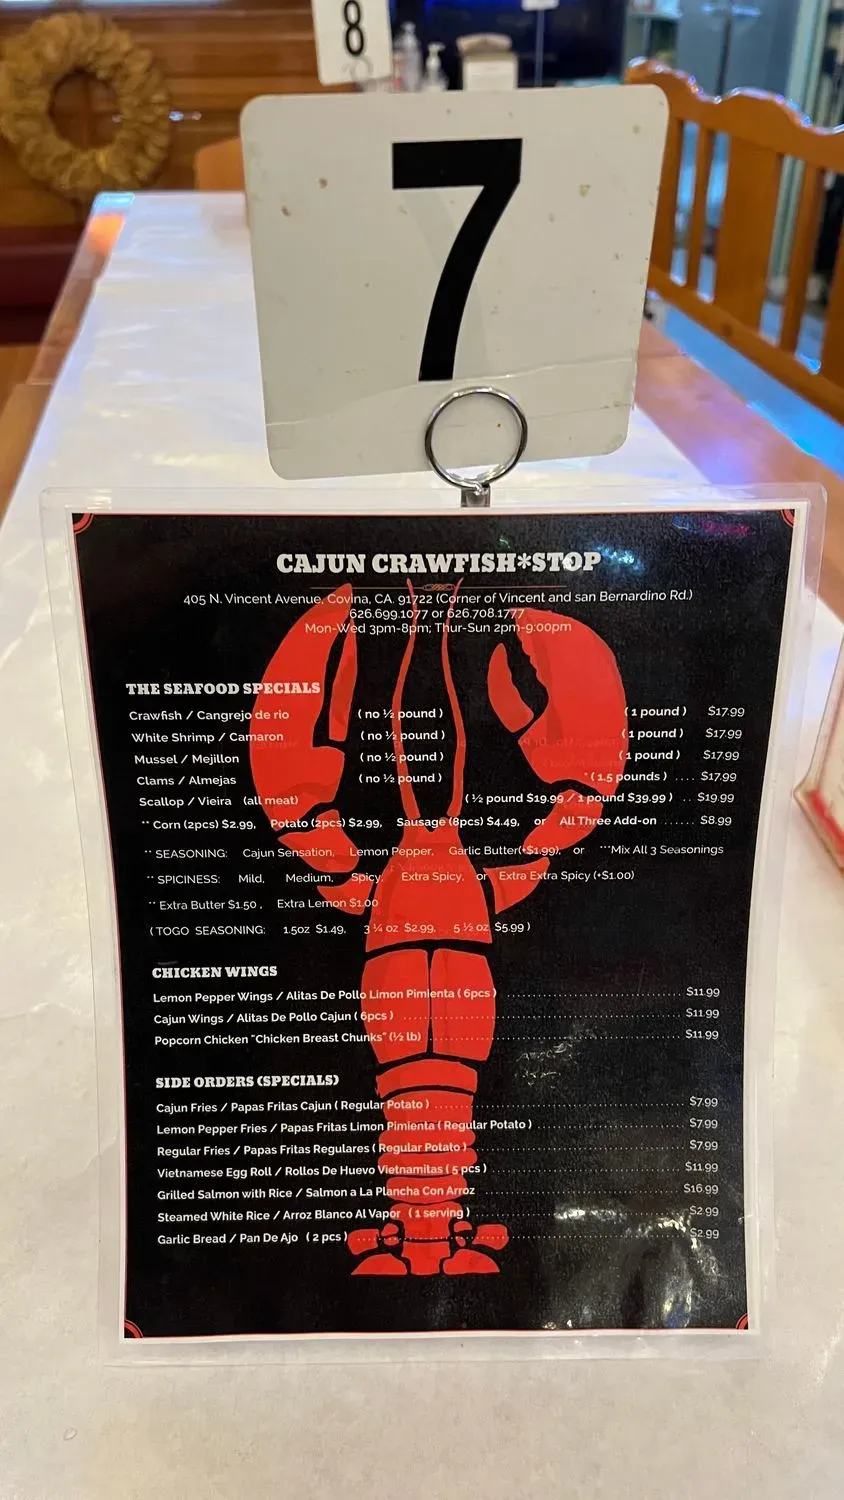 8
7
CAJUN CRAWFISH*STOP
405 N. Vincent Avenue, Covina, CA. 91722 (Corner of Vincent and san Bernardino Rd.)
626.699.1077 or 626.708.1777
Mon-Wed 3pm-8pm; Thur-Sun 2pm-9:00pm
THE SEAFOOD SPECIALS
Crawfish / Cangrejo de rio ( no ½ pound ) ( 1 pound ) $17.99
White Shrimp / Camaron ( no ½ pound ) ( 1 pound ) $17.99
Mussel / Mejillon ( no ½ pound ) ( 1 pound ) $17.99
Clams / Almejas ( no ½ pound ) * ( 1.5 pounds ) .... $17.99
Scallop / Vieira (all meat) ( ½ pound $19.99 / 1 pound $39.99 ) .. $19.99
** Corn (2pcs) $2.99, Potato (2pcs) $2.99, Sausage (8pcs) $4.49, or All Three Add-on ...... $8.99
** SEASONING: Cajun Sensation, Lemon Pepper, Garlic Butter(+$1.99), or ***Mix All 3 Seasonings
** SPICINESS: Mild, Medium, Spicy, Extra Spicy, or Extra Extra Spicy (+$1.00)
** Extra Butter $1.50 , Extra Lemon $1.00
( TOGO SEASONING: 1.5oz $1.49, 3 ¼ oz $2.99, 5 ½ oz $5.99 )
CHICKEN WINGS
Lemon Pepper Wings / Alitas De Pollo Limon Pimienta ( 6pcs ) ........ $11.99
Cajun Wings / Alitas De Pollo Cajun ( 6pcs ) ........ $11.99
Popcorn Chicken "Chicken Breast Chunks" (½ lb) ........ $11.99
SIDE ORDERS (SPECIALS)
Cajun Fries / Papas Fritas Cajun ( Regular Potato ) ........ $7.99
Lemon Pepper Fries / Papas Fritas Limon Pimienta ( Regular Potato ) ........ $7.99
Regular Fries / Papas Fritas Regulares ( Regular Potato ) ........ $7.99
Vietnamese Egg Roll / Rollos De Huevo Vietnamitas ( 5 pcs ) ........ $11.99
Grilled Salmon with Rice / Salmon a La Plancha Con Arroz ........ $16.99
Steamed White Rice / Arroz Blanco Al Vapor ( 1 serving ) ........ $2.99
Garlic Bread / Pan De Ajo ( 2 pcs ) ........ $2.99